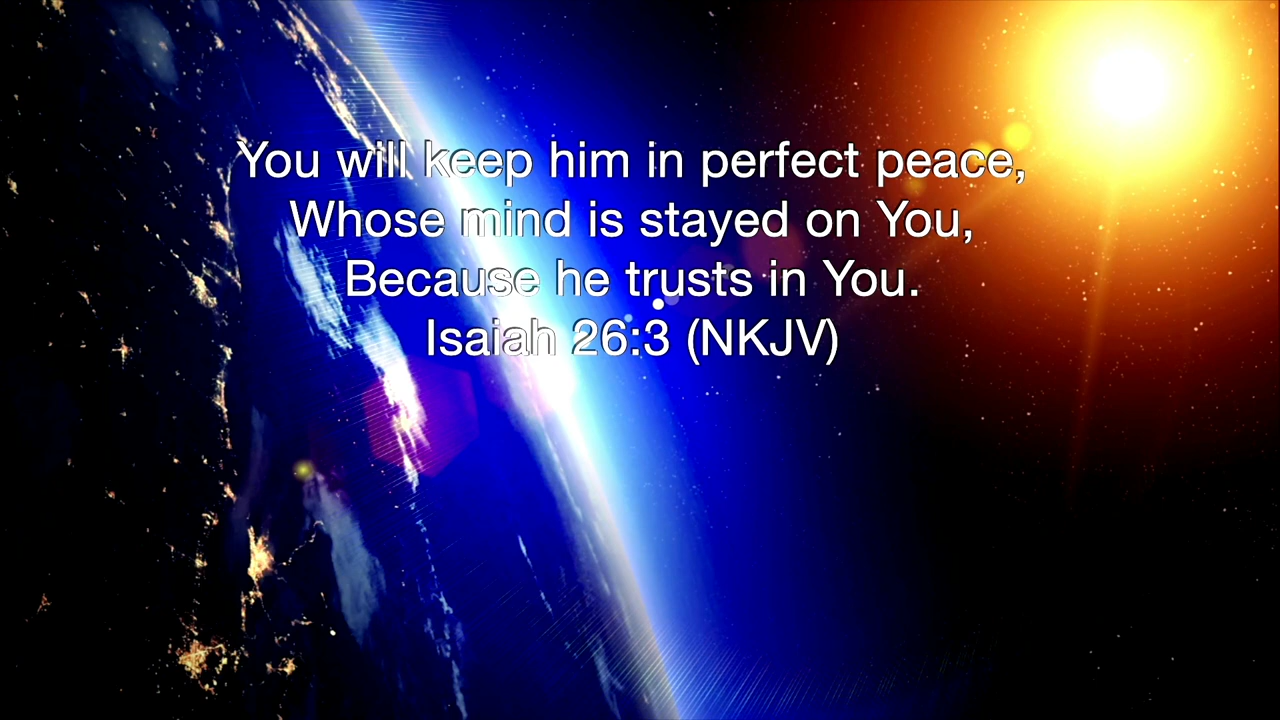 You will keep him in perfect peace,
Whose mind is stayed on You,
Because he trusts in You.
Isaiah 26:3 (NKJV)